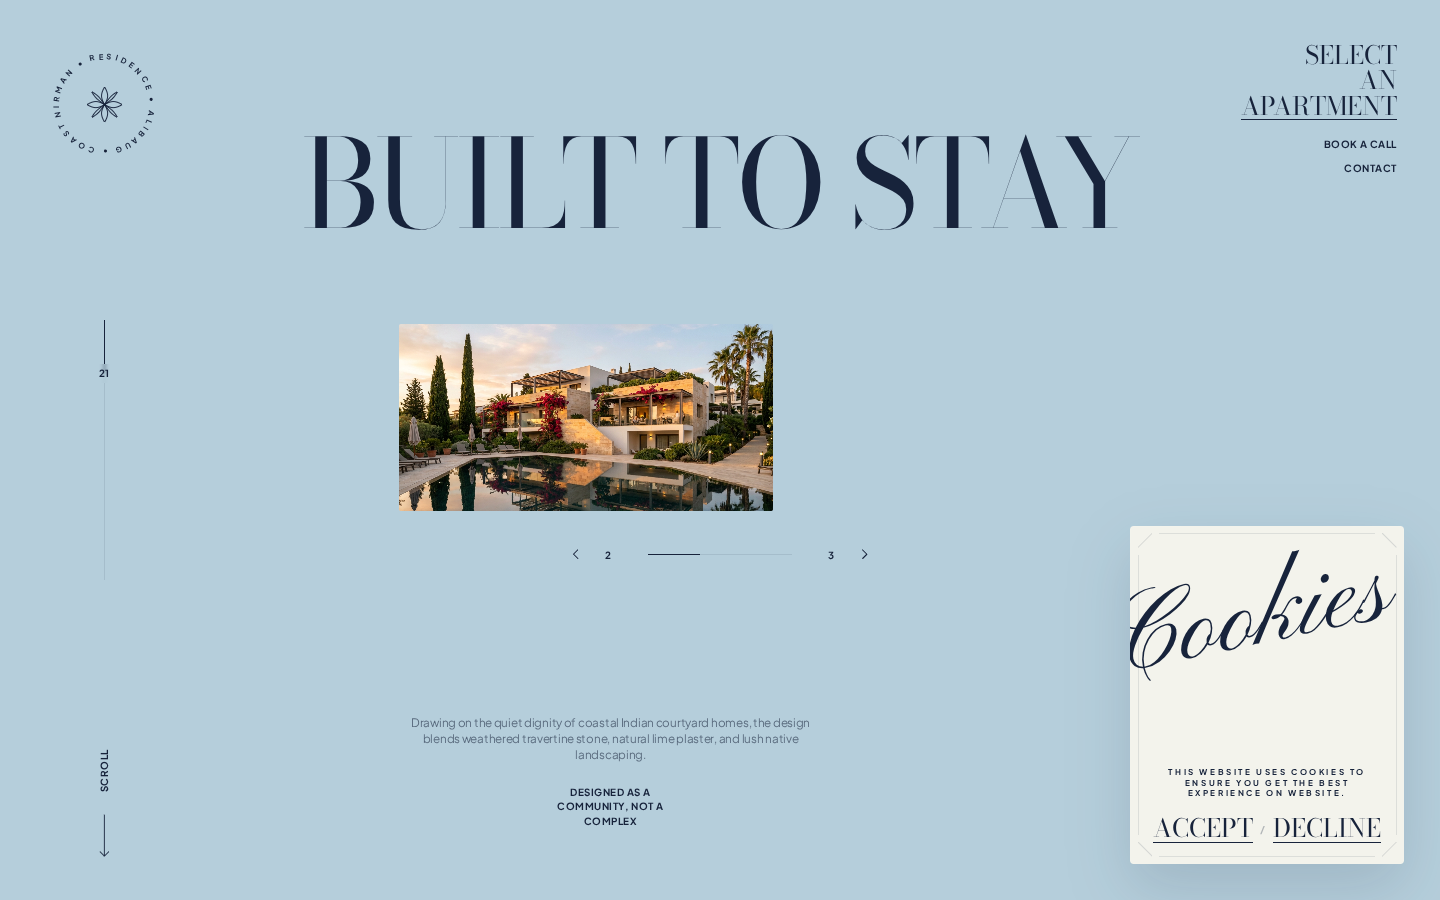 COAST NIRMAN • RESIDENCE • ALIBAUG •
SELECT
AN
APARTMENT
BOOK A CALL
CONTACT
BUILT TO STAY
21
2
3
Drawing on the quiet dignity of coastal Indian courtyard homes, the design
blends weathered travertine stone, natural lime plaster, and lush native
landscaping.
DESIGNED AS A
COMMUNITY, NOT A
COMPLEX
SCROLL
Cookies
THIS WEBSITE USES COOKIES TO
ENSURE YOU GET THE BEST
EXPERIENCE ON WEBSITE.
ACCEPT / DECLINE